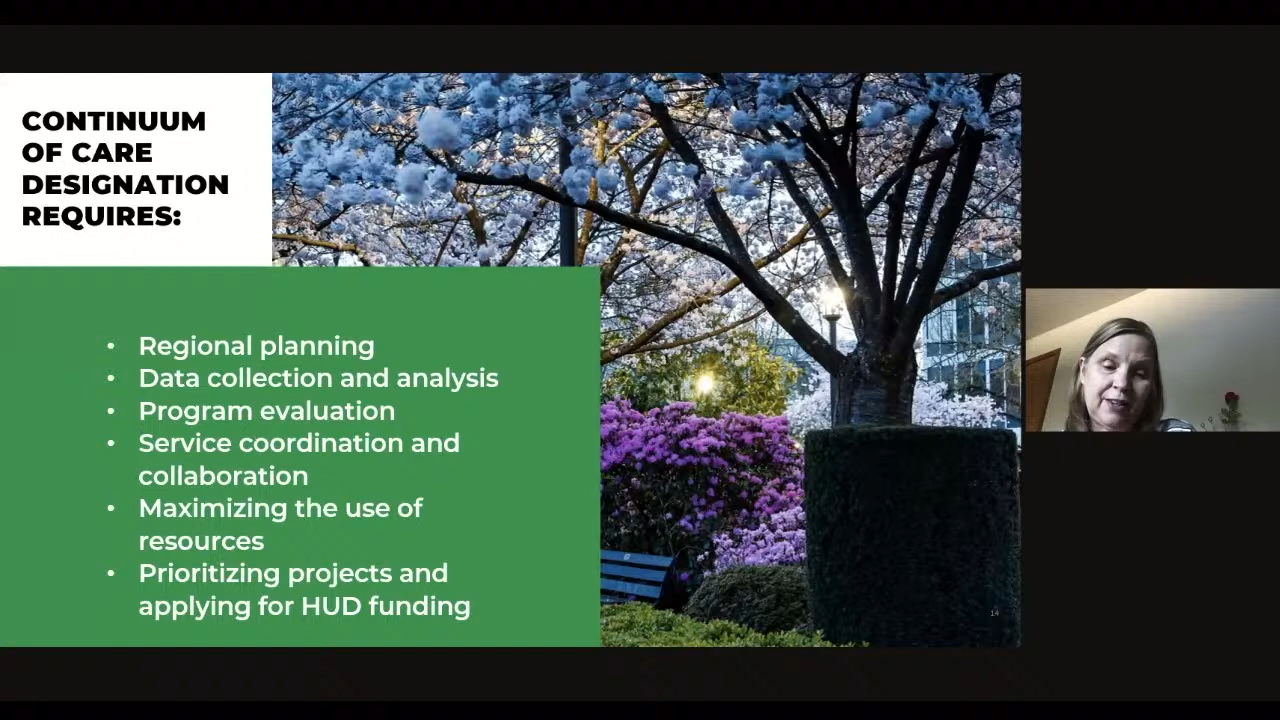 CONTINUUM
OF CARE
DESIGNATION
REQUIRES:
• Regional planning
• Data collection and analysis
• Program evaluation
• Service coordination and
collaboration
• Maximizing the use of
resources
• Prioritizing projects and
applying for HUD funding
14